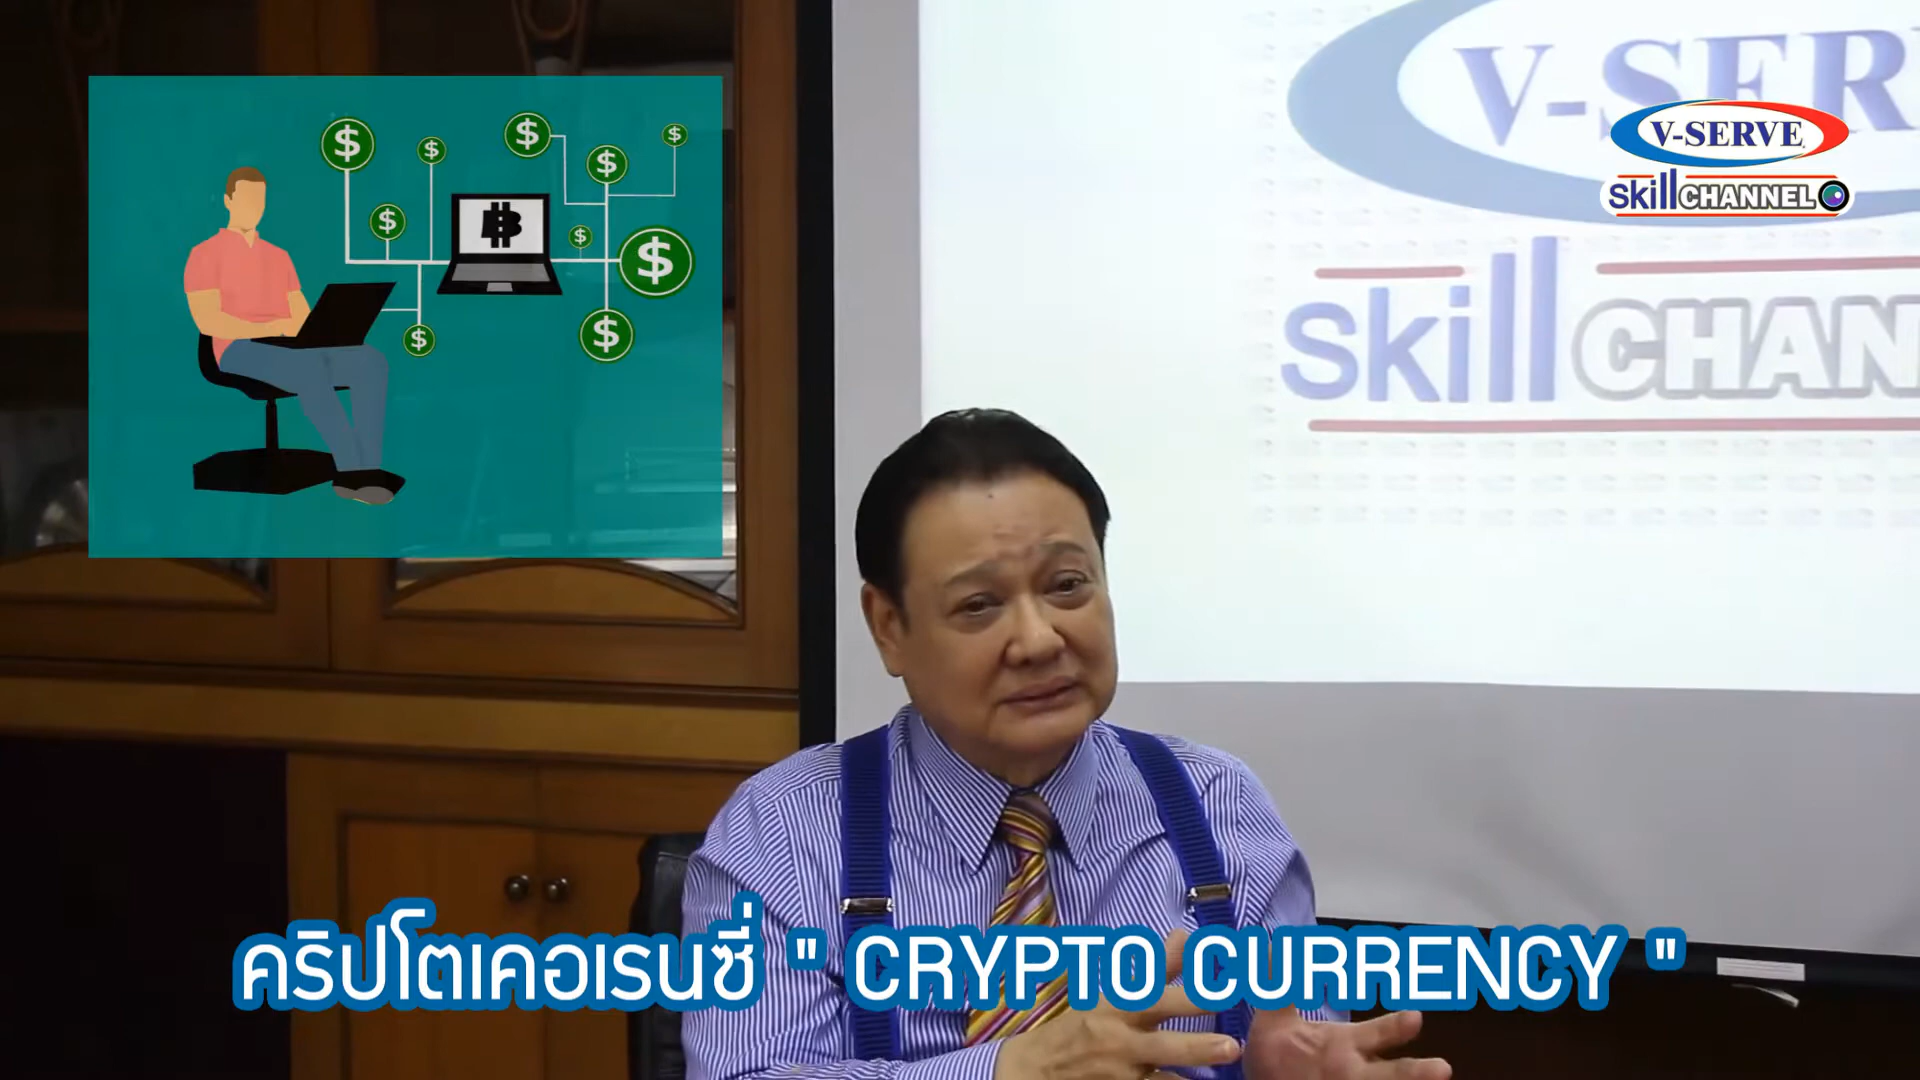 V-SERV
V-SERVE
Skill CHANNEL
Skill CHAN
$ $ $ $ $
$ $ $
$ $ $
฿
คริปโตเคอเรนซี่ " CRYPTO CURRENCY "